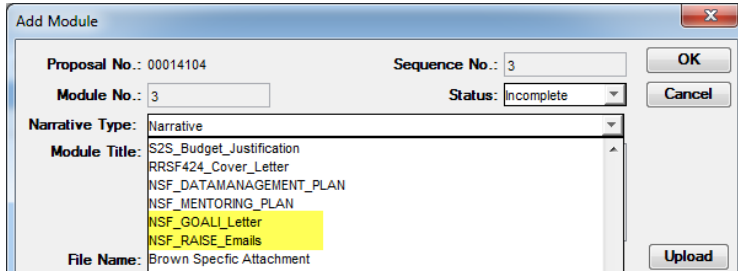 Add Module
Proposal No.: 00014104 Sequence No.: 3 OK
Module No.: 3 Status: Incomplete Cancel
Narrative Type: Narrative
Module Title: S2S_Budget_Justification
RRSF424_Cover_Letter
NSF_DATAMANAGEMENT_PLAN
NSF_MENTORING_PLAN
NSF_GOALI_Letter
NSF_RAISE_Emails
File Name: Brown Specfic Attachment Upload